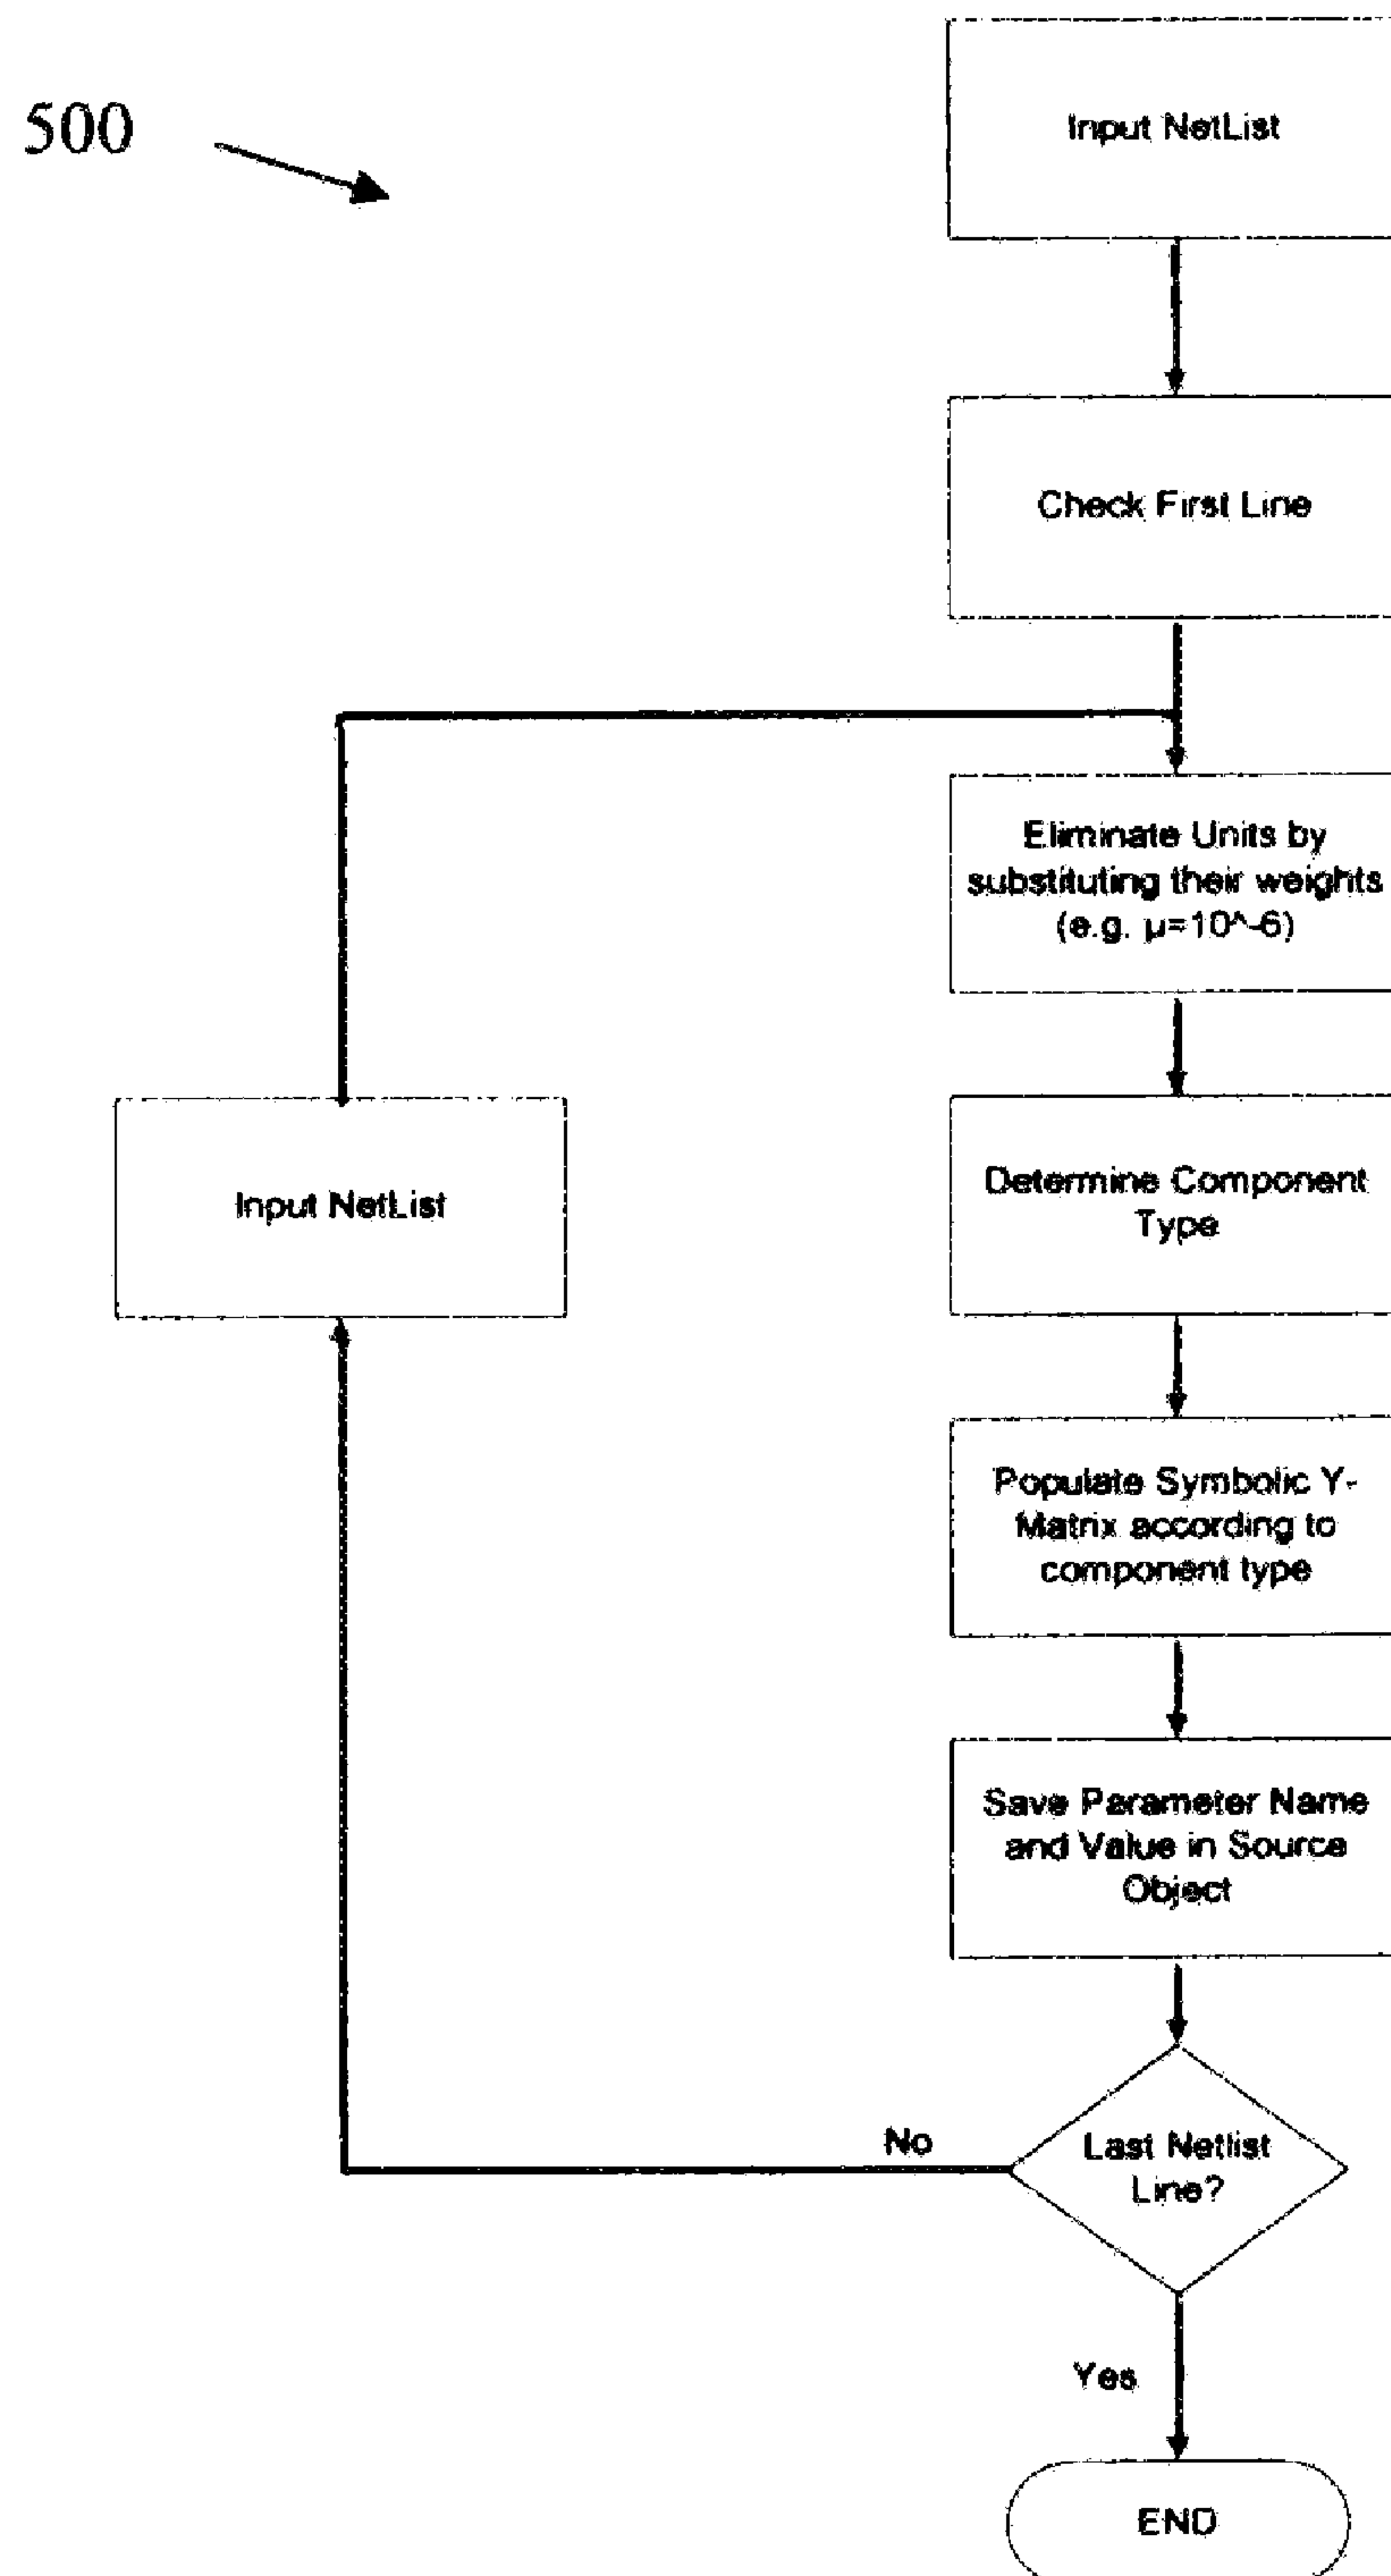 500
Input NetList
Check First Line
Eliminate Units by
substituting their weights
(e.g. µ=10^-6)
Determine Component
Type
Input NetList
Populate Symbolic Y-
Matrix according to
component type
Save Parameter Name
and Value in Source
Object
Last Netlist
Line?
No
Yes
END